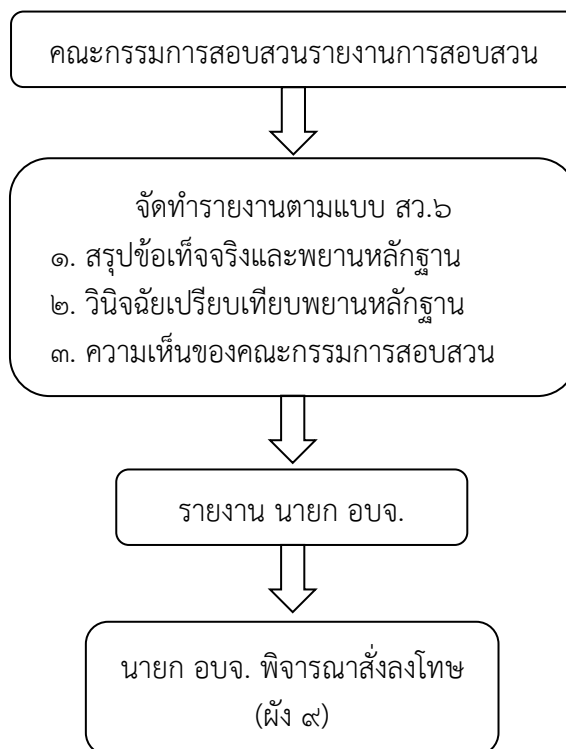 คณะกรรมการสอบสวนรายงานการสอบสวน
จัดทำรายงานตามแบบ สว.๖
๑. สรุปข้อเท็จจริงและพยานหลักฐาน
๒. วินิจฉัยเปรียบเทียบพยานหลักฐาน
๓. ความเห็นของคณะกรรมการสอบสวน
รายงาน นายก อบจ.
นายก อบจ. พิจารณาสั่งลงโทษ
(ผัง ๙)